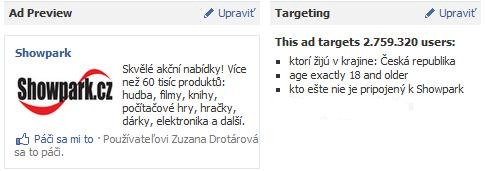 Ad Preview
Upraviť
Showpark
Showpark.cz
Skvělé akční nabídky! Více
než 60 tisíc produktů:
hudba, filmy, knihy,
počítačové hry, hračky,
dárky, elektronika a další.
Páči sa mi to · Používateľovi Zuzana Drotárová
sa to páči.
Targeting
Upraviť
This ad targets 2.759.320 users:
ktorí žijú v krajine: Česká republika
age exactly 18 and older
kto ešte nie je pripojený k Showpark